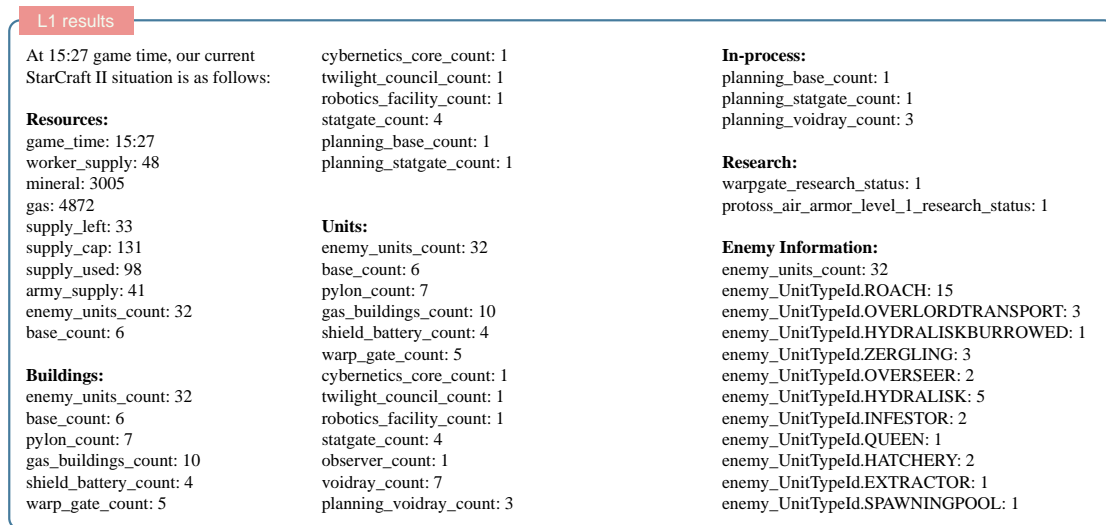 L1 results
At 15:27 game time, our current
StarCraft II situation is as follows:
Resources:
game_time: 15:27
worker_supply: 48
mineral: 3005
gas: 4872
supply_left: 33
supply_cap: 131
supply_used: 98
army_supply: 41
enemy_units_count: 32
base_count: 6
Buildings:
enemy_units_count: 32
base_count: 6
pylon_count: 7
gas_buildings_count: 10
shield_battery_count: 4
warp_gate_count: 5
cybernetics_core_count: 1
twilight_council_count: 1
robotics_facility_count: 1
statgate_count: 4
planning_base_count: 1
planning_statgate_count: 1
Units:
enemy_units_count: 32
base_count: 6
pylon_count: 7
gas_buildings_count: 10
shield_battery_count: 4
warp_gate_count: 5
cybernetics_core_count: 1
twilight_council_count: 1
robotics_facility_count: 1
statgate_count: 4
observer_count: 1
voidray_count: 7
planning_voidray_count: 3
In-process:
planning_base_count: 1
planning_statgate_count: 1
planning_voidray_count: 3
Research:
warpgate_research_status: 1
protoss_air_armor_level_1_research_status: 1
Enemy Information:
enemy_units_count: 32
enemy_UnitTypeId.ROACH: 15
enemy_UnitTypeId.OVERLORDTRANSPORT: 3
enemy_UnitTypeId.HYDRALISKBURROWED: 1
enemy_UnitTypeId.ZERGLING: 3
enemy_UnitTypeId.OVERSEER: 2
enemy_UnitTypeId.HYDRALISK: 5
enemy_UnitTypeId.INFESTOR: 2
enemy_UnitTypeId.QUEEN: 1
enemy_UnitTypeId.HATCHERY: 2
enemy_UnitTypeId.EXTRACTOR: 1
enemy_UnitTypeId.SPAWNINGPOOL: 1